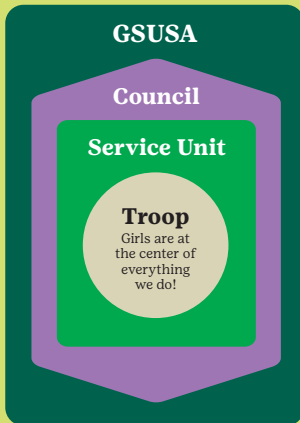 GSUSA
Council
Service Unit
Troop
Girls are at
the center of
everything
we do!